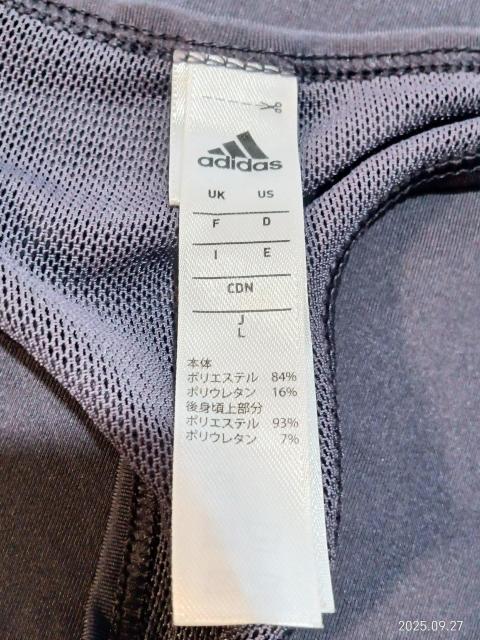 adidas
UK US
F D
I E
CDN
J
L
本体
ポリエステル 84%
ポリウレタン 16%
後身頃上部分
ポリエステル 93%
ポリウレタン 7%
2025.09.27